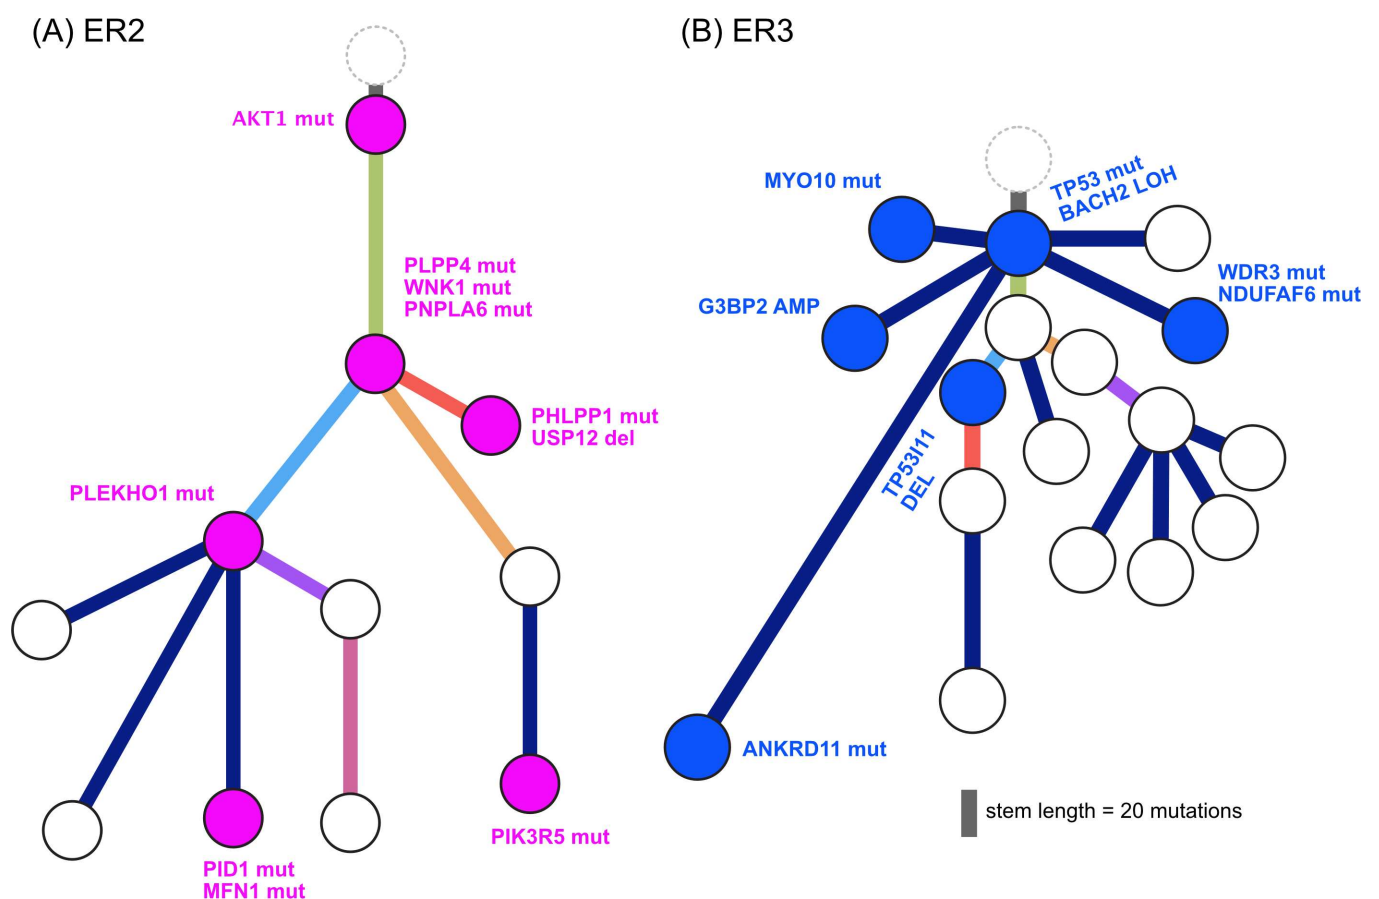 (A) ER2
AKT1 mut
PLPP4 mut
WNK1 mut
PNPLA6 mut
PHLPP1 mut
USP12 del
PLEKHO1 mut
PIK3R5 mut
PID1 mut
MFN1 mut
(B) ER3
TP53 mut
BACH2 LOH
MYO10 mut
WDR3 mut
NDUFAF6 mut
G3BP2 AMP
TP53I11
DEL
ANKRD11 mut
stem length = 20 mutations